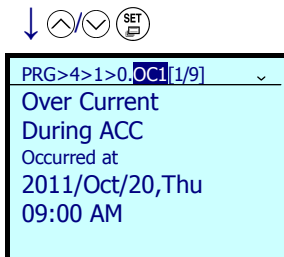 SET
PRG>4>1>0.OC1[1/9]
Over Current
During ACC
Occurred at
2011/Oct/20,Thu
09:00 AM